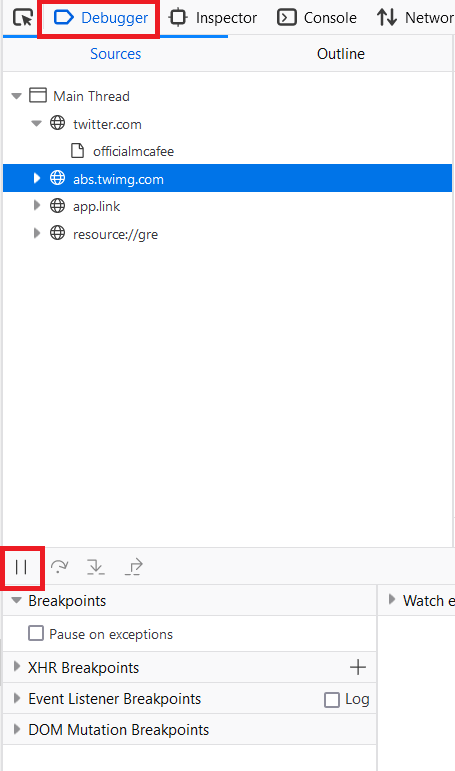 Debugger Inspector Console Networ
Sources Outline
Main Thread
twitter.com
officialmcafee
abs.twimg.com
app.link
resource://gre
Breakpoints Watch e
Pause on exceptions
XHR Breakpoints
Event Listener Breakpoints Log
DOM Mutation Breakpoints